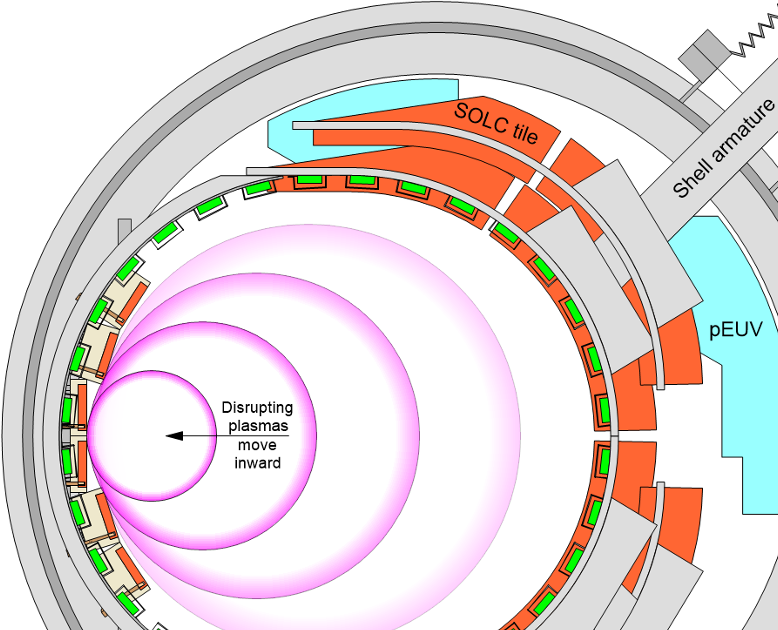 SOLC tile
Shell armature
pEUV
Disrupting
plasmas
move
inward